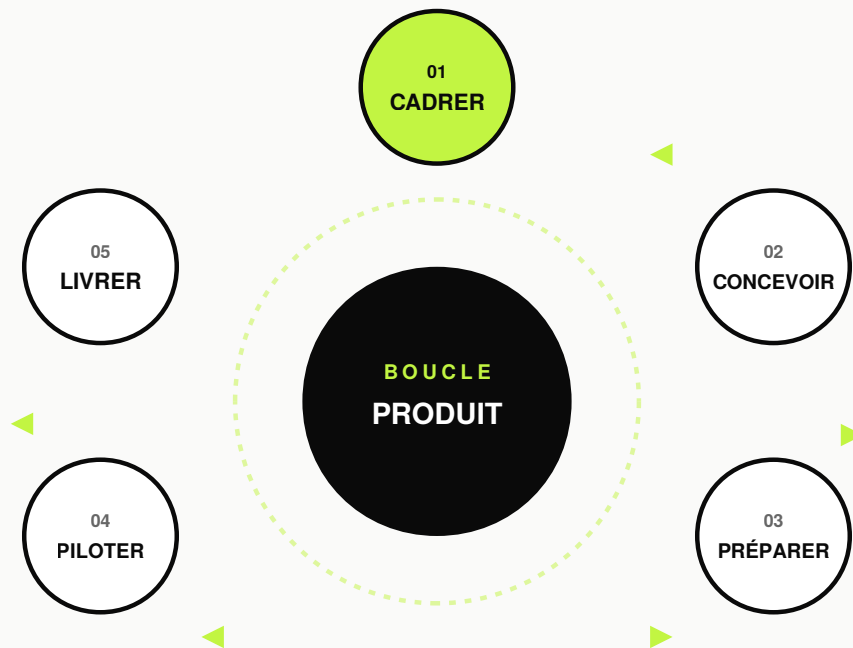 01
CADRER
02
CONCEVOIR
03
PRÉPARER
04
PILOTER
05
LIVRER
BOUCLE
PRODUIT